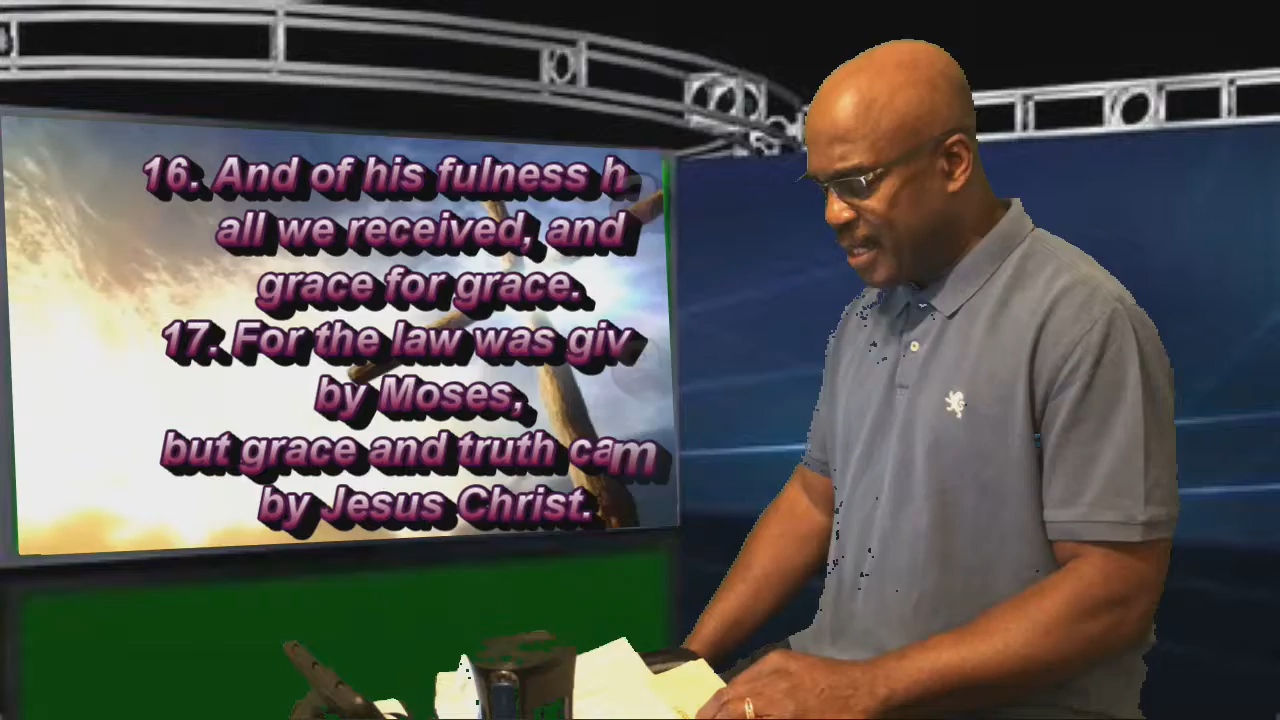 16. And of his fulness h
all we received, and
grace for grace.
17. For the law was giv
by Moses,
but grace and truth cam
by Jesus Christ.